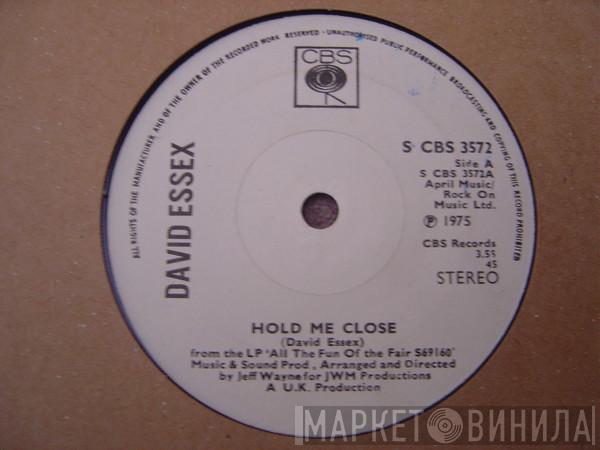 ALL RIGHTS OF THE MANUFACTURER AND OF THE OWNER OF THE RECORDED WORK RESERVED - UNAUTHORISED PUBLIC PERFORMANCE BROADCASTING AND COPYING OF THIS RECORD PROHIBITED
CBS
DAVID ESSEX
S CBS 3572
Side A
S CBS 3572A
April Music/
Rock On
Music Ltd.
Ⓟ 1975
CBS Records
3.55
45
STEREO
HOLD ME CLOSE
(David Essex)
from the LP 'All The Fun Of the Fair S69160'
Music & Sound Prod, Arranged and Directed
by Jeff Wayne for JWM Productions
A U.K. Production
МАРКЕТ ВИНИЛА